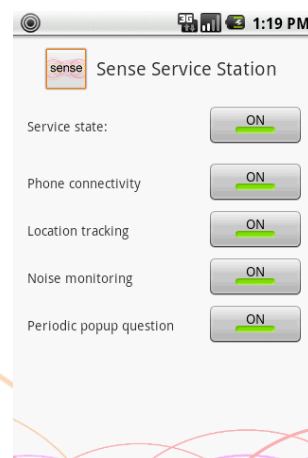 3G 1:19 PM
sense Sense Service Station
Service state: ON
Phone connectivity ON
Location tracking ON
Noise monitoring ON
Periodic popup question ON